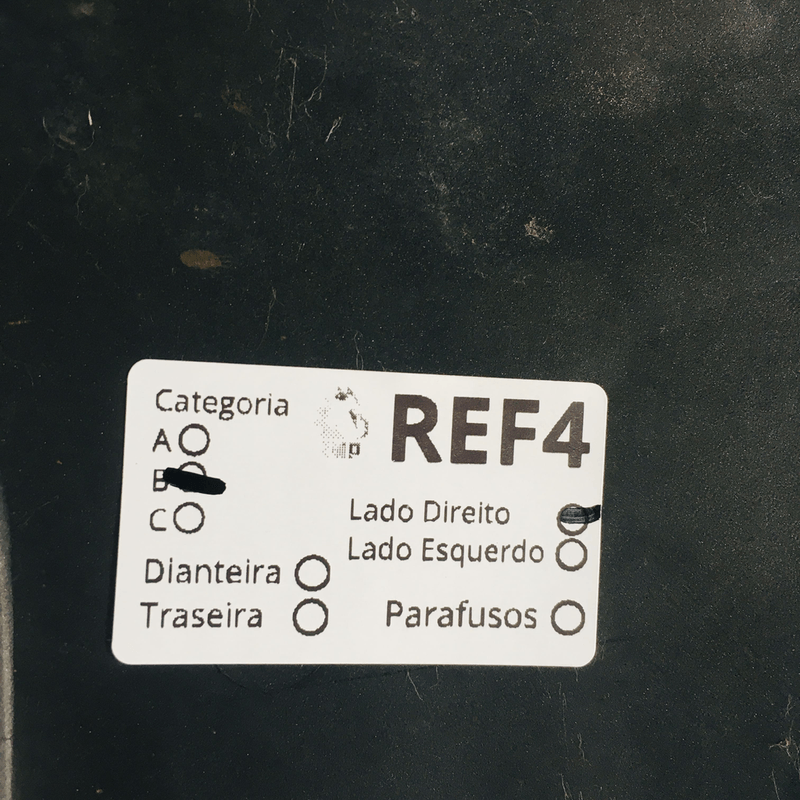 Categoria
A
B
C
Dianteira
Traseira
REF4
Lado Direito
Lado Esquerdo
Parafusos